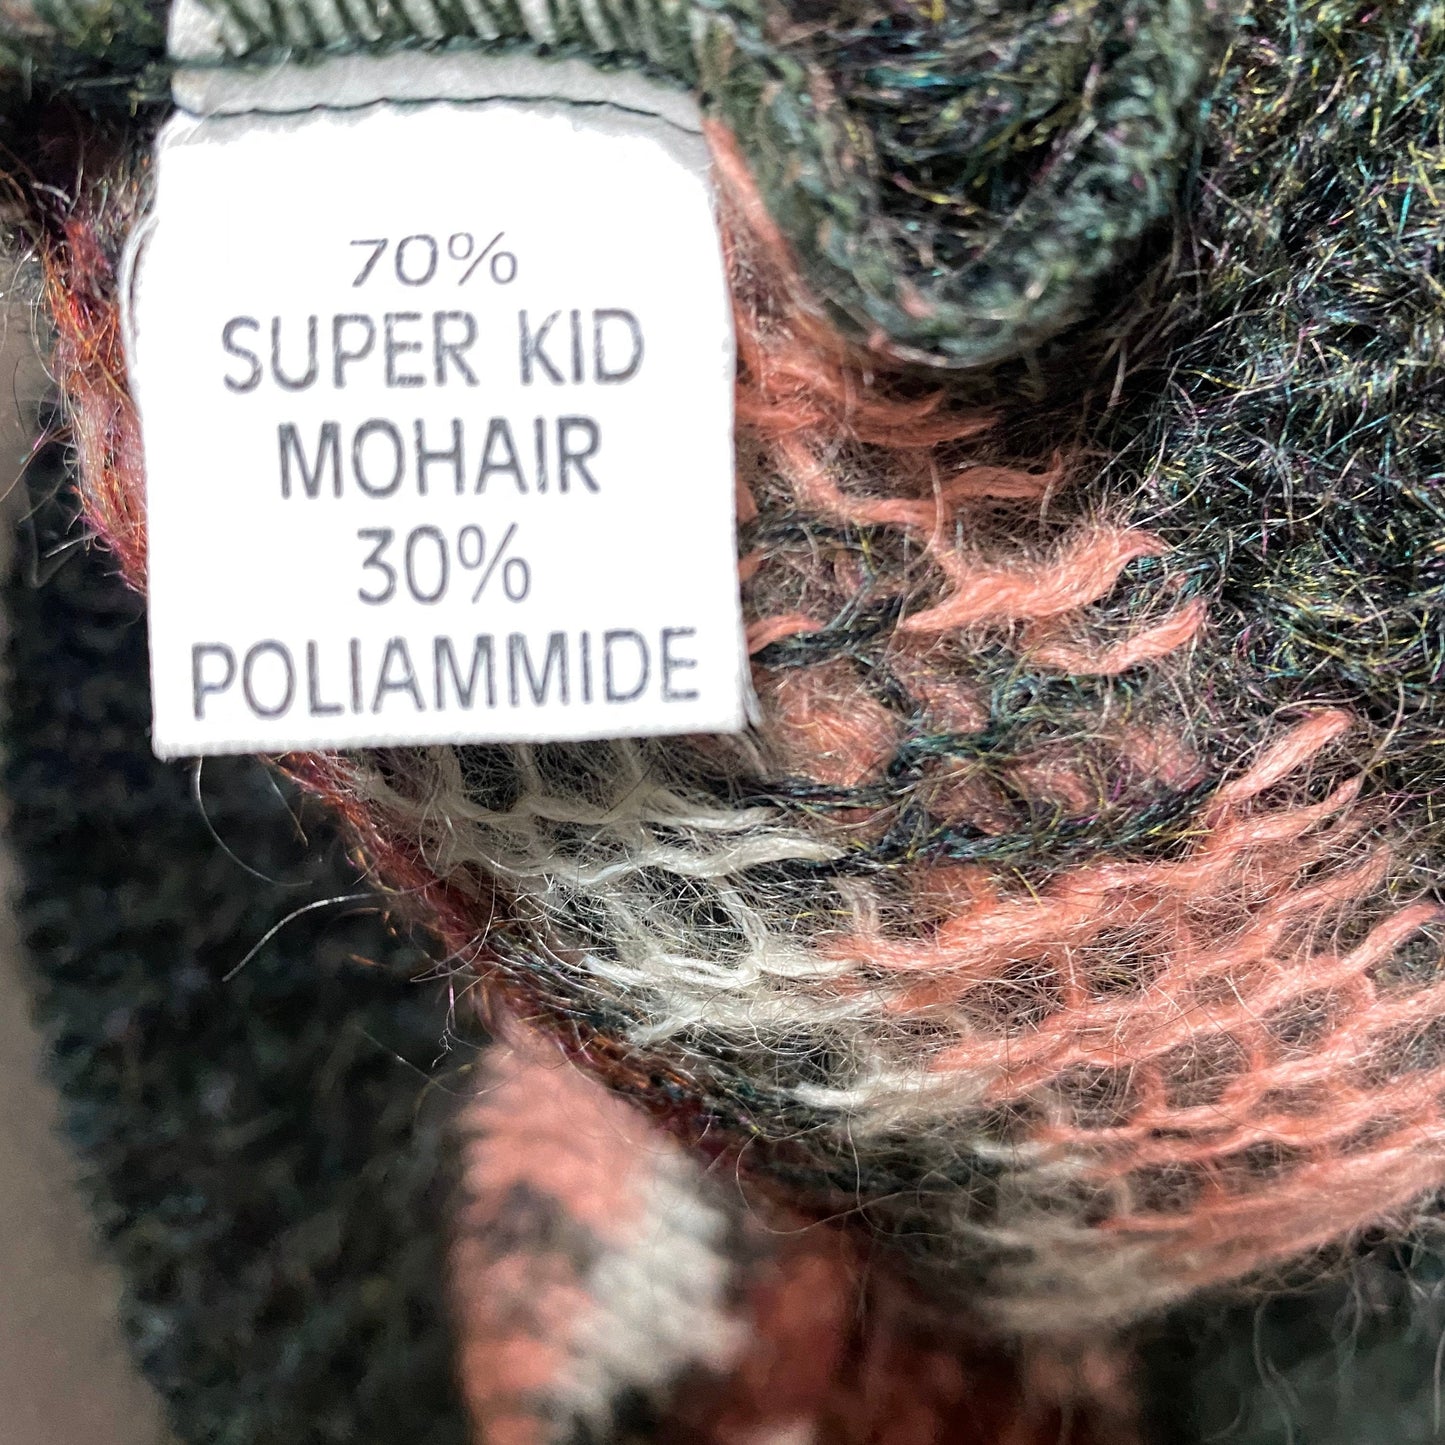 70%
SUPER KID
MOHAIR
30%
POLIAMMIDE